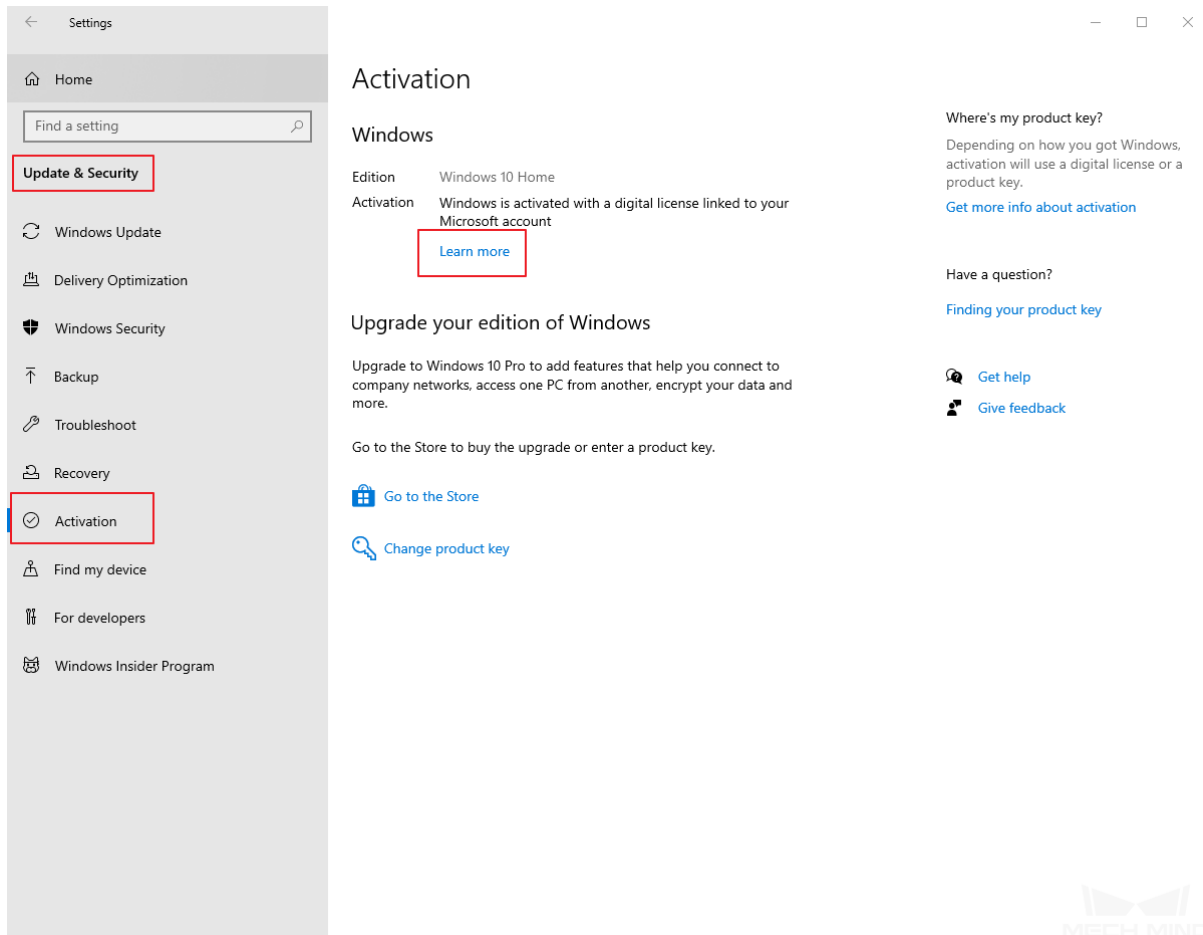 Settings
Home
Find a setting
Update & Security
Windows Update
Delivery Optimization
Windows Security
Backup
Troubleshoot
Recovery
Activation
Find my device
For developers
Windows Insider Program
Activation
Windows
Edition Windows 10 Home
Activation Windows is activated with a digital license linked to your
Microsoft account
Learn more
Upgrade your edition of Windows
Upgrade to Windows 10 Pro to add features that help you connect to
company networks, access one PC from another, encrypt your data and
more.
Go to the Store to buy the upgrade or enter a product key.
Go to the Store
Change product key
Where's my product key?
Depending on how you got Windows,
activation will use a digital license or a
product key.
Get more info about activation
Have a question?
Finding your product key
Get help
Give feedback
MECH MIND